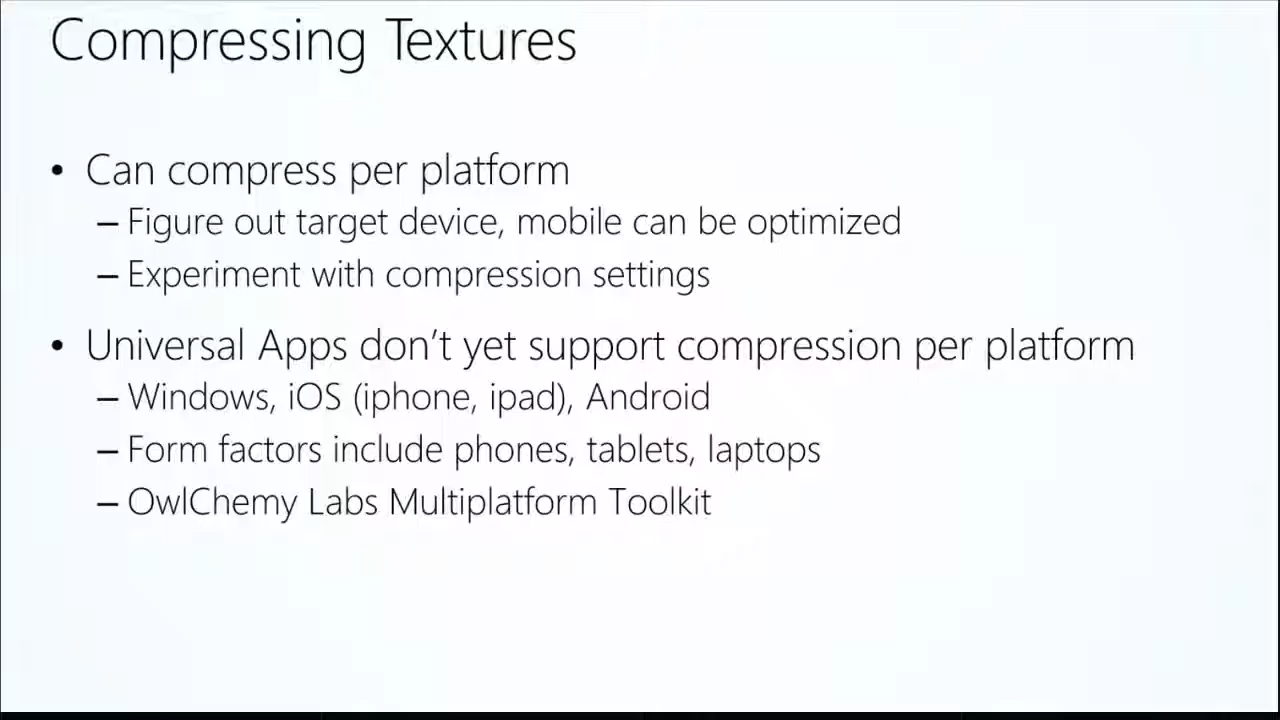 Compressing Textures
• Can compress per platform
– Figure out target device, mobile can be optimized
– Experiment with compression settings
• Universal Apps don't yet support compression per platform
– Windows, iOS (iphone, ipad), Android
– Form factors include phones, tablets, laptops
– OwlChemy Labs Multiplatform Toolkit